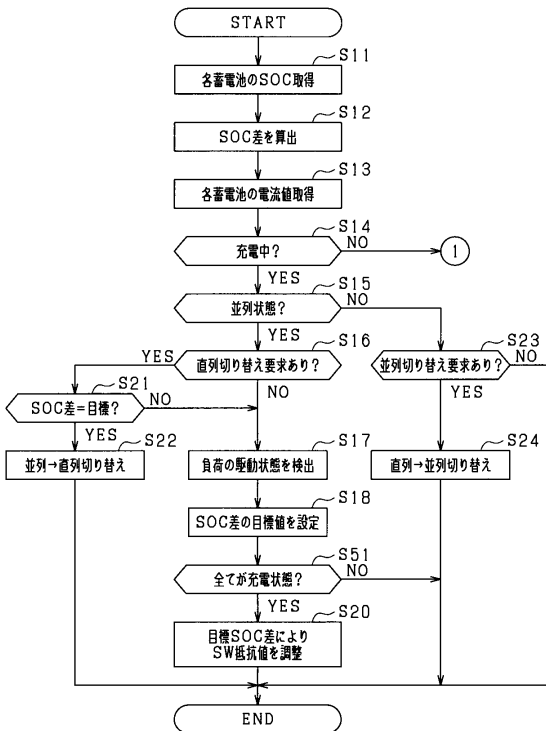 START
S11
各蓄電池のSOC取得
S12
SOC差を算出
S13
各蓄電池の電流値取得
S14
充電中?
NO
1
YES
S15
並列状態?
NO
YES
S16
直列切り替え要求あり?
YES
NO
S23
並列切り替え要求あり?
NO
YES
S21
SOC差=目標?
NO
YES
S22
並列→直列切り替え
S17
負荷の駆動状態を検出
S24
直列→並列切り替え
S18
SOC差の目標値を設定
S51
全てが充電状態?
NO
YES
S20
目標SOC差により
SW抵抗値を調整
END